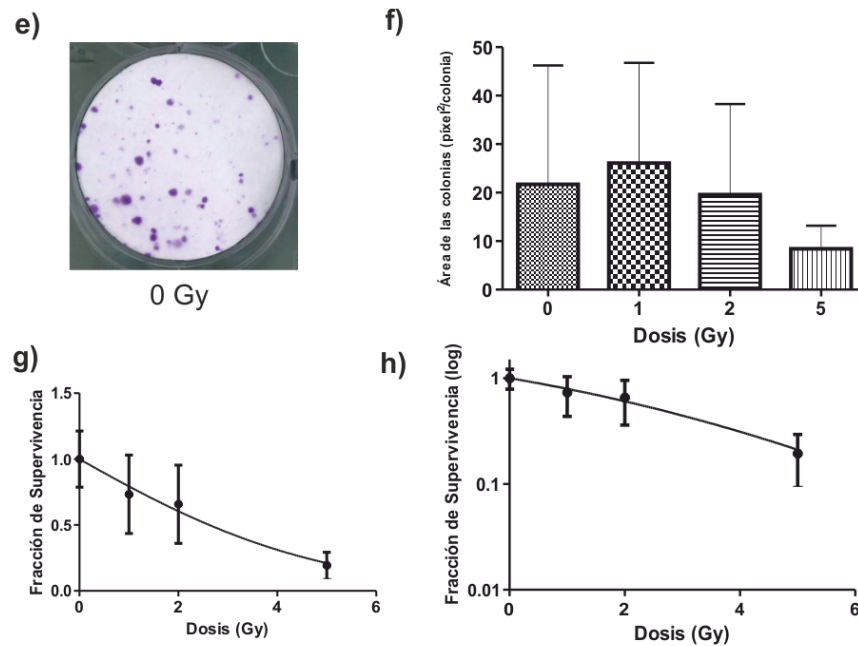 e)
0 Gy
f)
Área de las colonias (pixel²/colonia)
50
40
30
20
10
0
0 1 2 5
Dosis (Gy)
g)
Fracción de Supervivencia
1.5
1.0
0.5
0.0
0 2 4 6
Dosis (Gy)
h)
Fracción de Supervivencia (log)
1
0.1
0.01
0 2 4 6
Dosis (Gy)